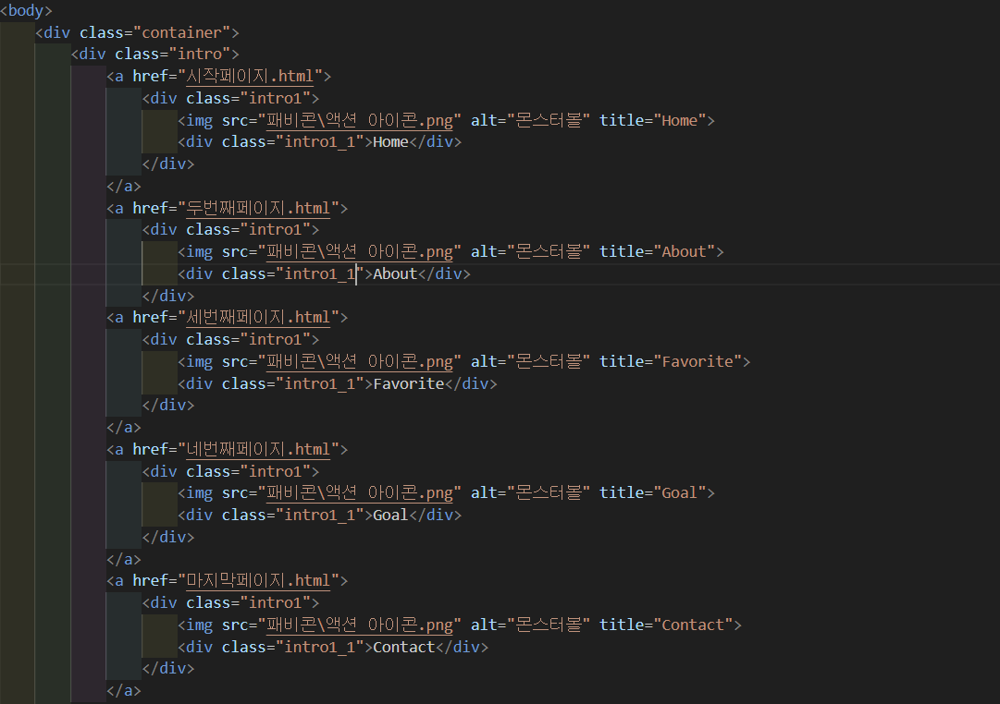 <body>
<div class="container">
<div class="intro">
<a href="시작페이지.html">
<div class="intro1">
<img src="패비콘\액션 아이콘.png" alt="몬스터볼" title="Home">
<div class="intro1_1">Home</div>
</div>
</a>
<a href="두번째페이지.html">
<div class="intro1">
<img src="패비콘\액션 아이콘.png" alt="몬스터볼" title="About">
<div class="intro1_1">About</div>
</div>
<a href="세번째페이지.html">
<div class="intro1">
<img src="패비콘\액션 아이콘.png" alt="몬스터볼" title="Favorite">
<div class="intro1_1">Favorite</div>
</div>
</a>
<a href="네번째페이지.html">
<div class="intro1">
<img src="패비콘\액션 아이콘.png" alt="몬스터볼" title="Goal">
<div class="intro1_1">Goal</div>
</div>
</a>
<a href="마지막페이지.html">
<div class="intro1">
<img src="패비콘\액션 아이콘.png" alt="몬스터볼" title="Contact">
<div class="intro1_1">Contact</div>
</div>
</a>